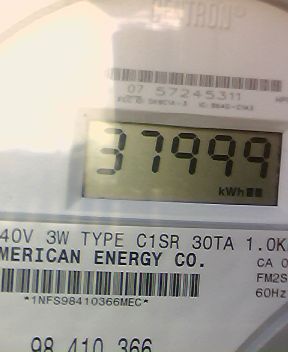 CENTRON®
07 57245311
37999
kWh
40V 3W TYPE C1SR 30TA 1.0K
MERICAN ENERGY CO.
CA 0
FM2S
60Hz
*1NFS98410366MEC*
98 410 366